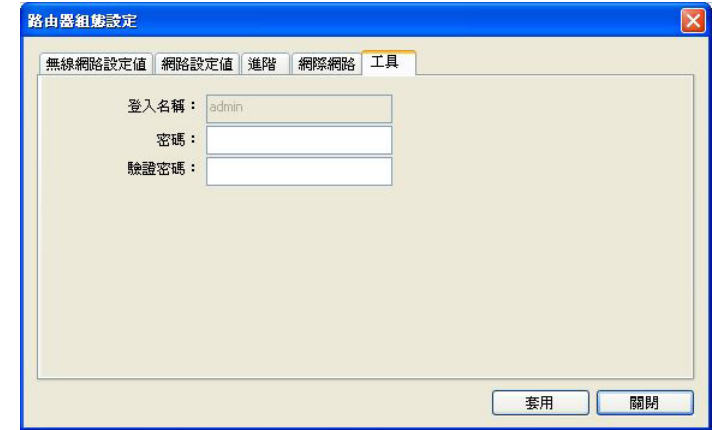 路由器組態設定
無線網路設定值 網路設定值 進階 網際網路 工具
登入名稱： admin
密碼：
驗證密碼：
套用 關閉